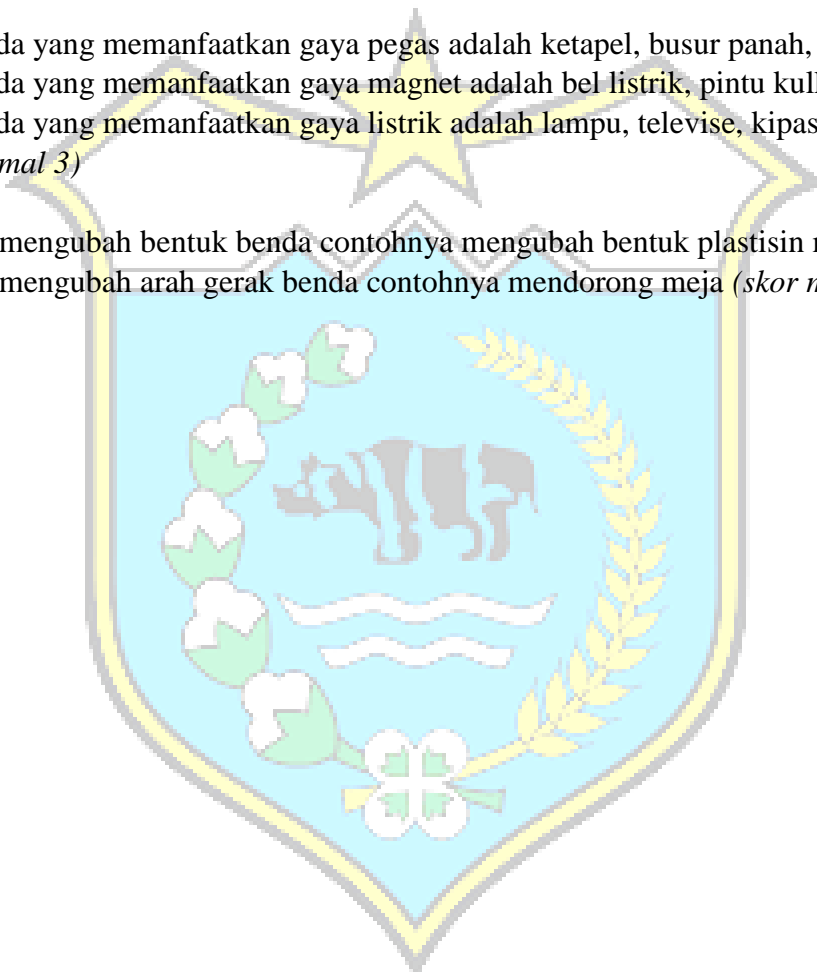 da yang memanfaatkan gaya pegas adalah ketapel, busur panah,
da yang memanfaatkan gaya magnet adalah bel listrik, pintu kull
da yang memanfaatkan gaya listrik adalah lampu, televise, kipas
mal 3)
mengubah bentuk benda contohnya mengubah bentuk plastisin
mengubah arah gerak benda contohnya mendorong meja (skor